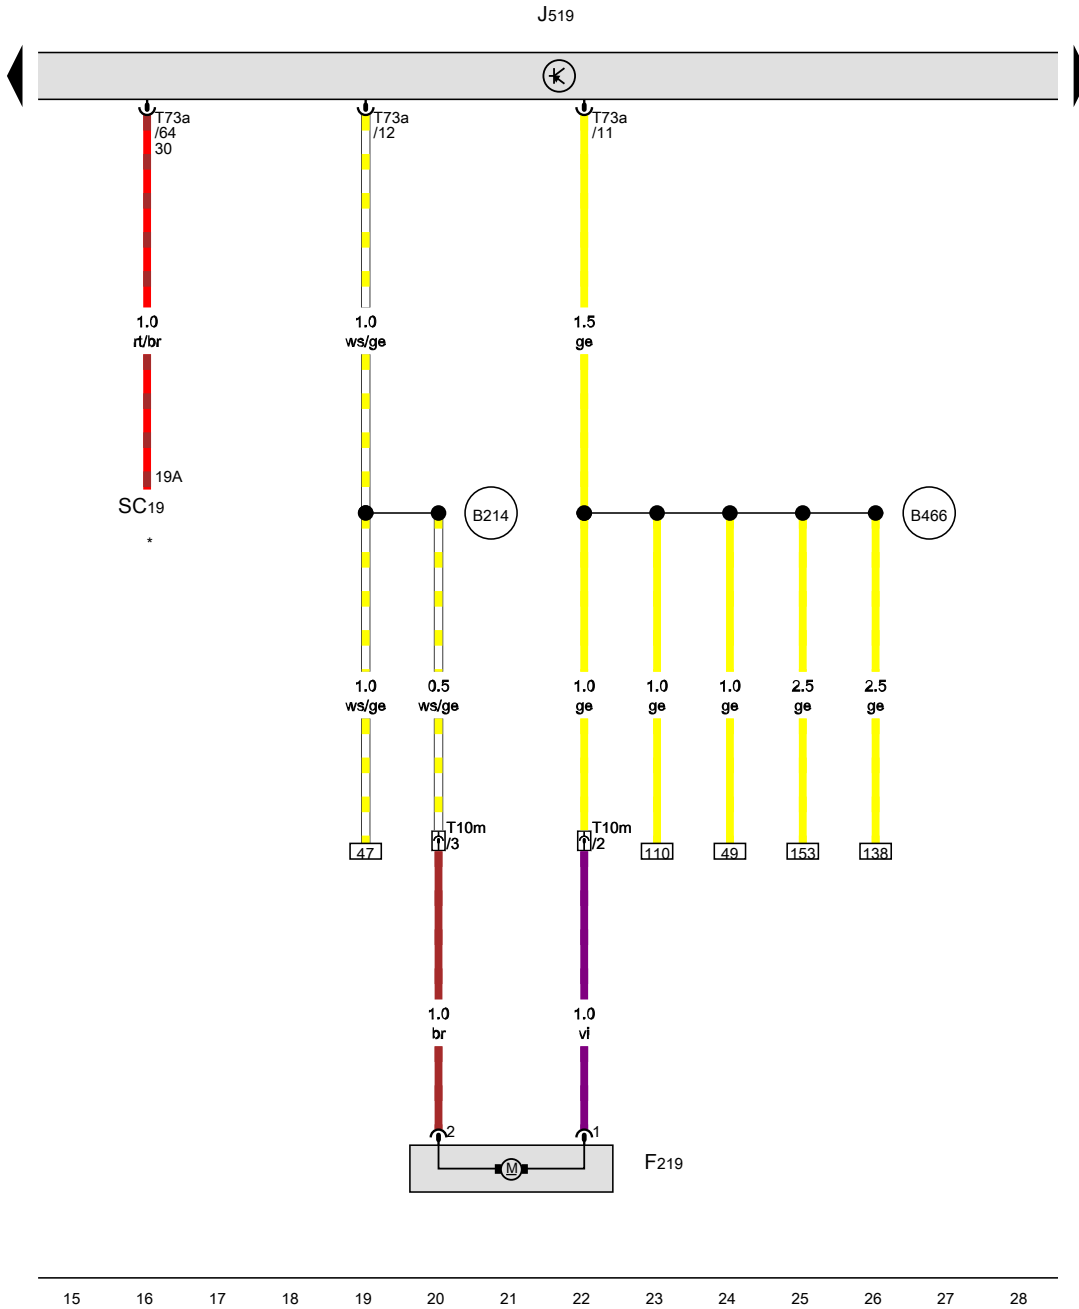 J519
T73a
/64
30
T73a
/12
T73a
/11
1.0
rt/br
1.0
ws/ge
1.5
ge
19A
SC19
*
B214
B466
1.0
ws/ge
0.5
ws/ge
1.0
ge
1.0
ge
1.0
ge
2.5
ge
2.5
ge
T10m
/3
T10m
/2
47
110
49
153
138
1.0
br
1.0
vi
2
1
M
F219
15 16 17 18 19 20 21 22 23 24 25 26 27 28